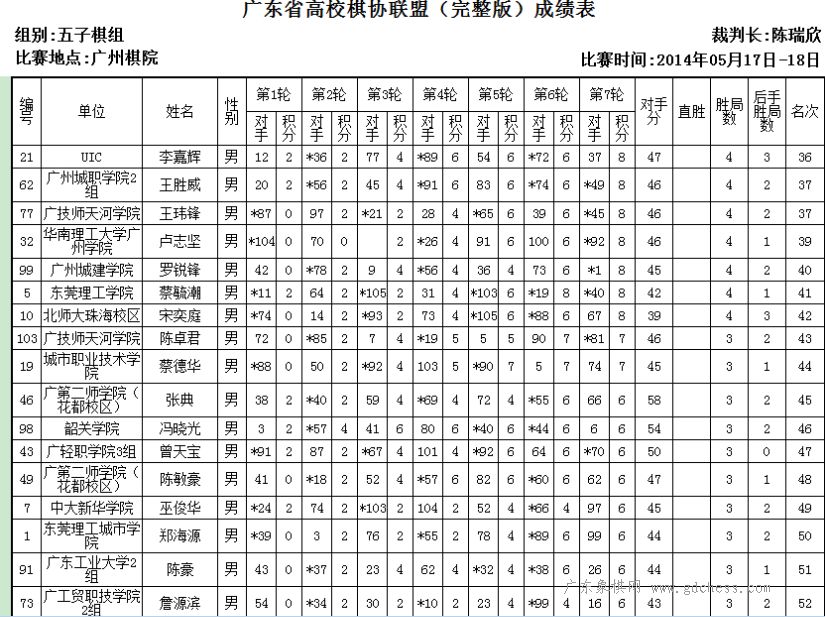 广东省高校棋协联盟（完整版）成绩表
组别:五子棋组 裁判长:陈瑞欣
比赛地点:广州棋院 比赛时间:2014年05月17日-18日
编号 单位 姓名 性别 第1轮 第2轮 第3轮 第4轮 第5轮 第6轮 第7轮 对手分 直胜 胜局数 后手胜局数 名次
对手 积分 对手 积分 对手 积分 对手 积分 对手 积分 对手 积分 对手 积分
21 UIC 李嘉辉 男 12 2 *36 2 77 4 *89 6 54 6 *72 6 37 8 47 4 3 36
62 广州城职学院2组 王胜威 男 20 2 *56 2 45 4 *91 6 83 6 *74 6 *49 8 46 4 2 37
77 广技师天河学院 王玮锋 男 *87 0 97 2 *21 2 28 4 *65 6 39 6 *45 8 46 4 2 37
32 华南理工大学广州学院 卢志坚 男 *104 0 70 0 2 *26 4 91 6 100 6 *92 8 46 4 1 39
99 广州城建学院 罗锐锋 男 42 0 *78 2 9 4 *56 4 36 4 73 6 *1 8 45 4 2 40
5 东莞理工学院 蔡毓潮 男 *11 2 64 2 *105 2 31 4 *103 6 *19 8 *40 8 42 4 1 41
10 北师大珠海校区 宋奕庭 男 *74 0 14 2 *93 2 73 4 *105 6 *88 6 67 8 39 4 3 42
103 广技师天河学院 陈卓君 男 72 0 *85 2 7 4 *19 5 5 5 90 7 *81 7 46 3 2 43
19 城市职业技术学院 蔡德华 男 *88 0 50 2 *92 4 103 5 *90 7 5 7 74 7 45 3 1 44
46 广第二师学院（花都校区） 张典 男 38 2 *40 2 59 4 *69 4 72 4 *55 6 66 6 58 3 2 45
98 韶关学院 冯晓光 男 3 2 *57 4 41 6 80 6 *40 6 *44 6 6 6 54 3 2 46
43 广轻职学院3组 曾天宝 男 *91 2 87 2 *67 4 101 4 *92 6 64 6 *70 6 50 3 0 47
49 广第二师学院（花都校区） 陈敏豪 男 41 0 *18 2 52 4 *57 6 82 6 *60 6 62 6 47 3 1 48
7 中大新华学院 巫俊华 男 *24 2 74 2 *103 2 104 2 52 4 *66 4 97 6 45 3 2 49
1 东莞理工城市学院 郑海源 男 *39 0 3 2 76 2 *55 2 78 4 *89 6 99 6 44 3 2 50
91 广东工业大学2组 陈豪 男 43 0 *37 2 23 4 62 4 *32 4 *38 6 26 6 44 3 1 51
73 广工贸职技学院2组 詹源滨 男 54 0 *34 2 30 2 *10 2 23 4 *99 4 16 6 43 3 2 52
广东象棋网 www.gdchess.com